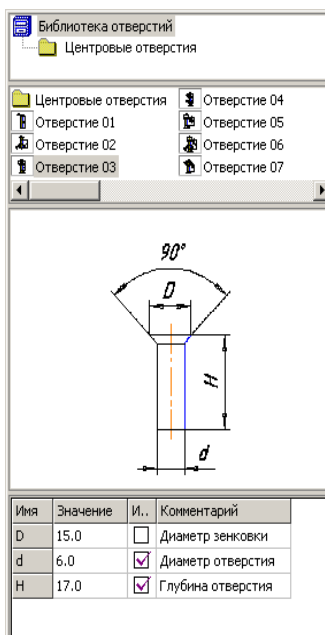 Библиотека отверстий
Центровые отверстия
Центровые отверстия
Отверстие 04
Отверстие 01
Отверстие 05
Отверстие 02
Отверстие 06
Отверстие 03
Отверстие 07
90°
D
H
d
Имя Значение И.. Комментарий
D 15.0 Диаметр зенковки
d 6.0 Диаметр отверстия
H 17.0 Глубина отверстия